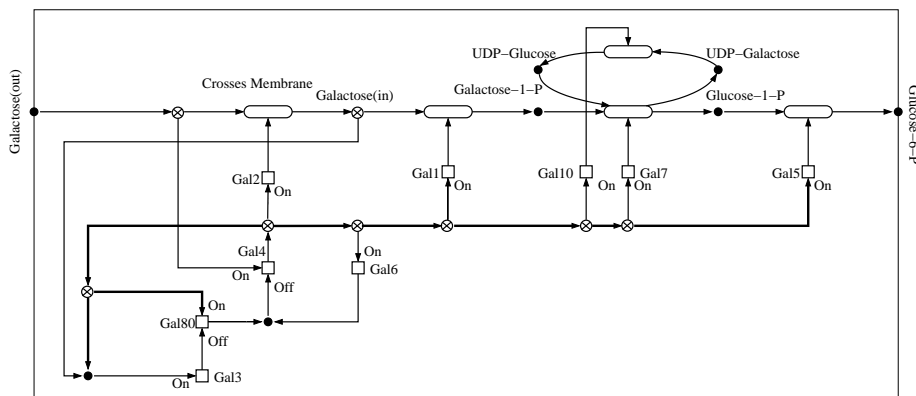 UDP–Glucose
UDP–Galactose
Crosses Membrane
Galactose(in)
Galactose–1–P
Glucose–1–P
Galactose(out)
Glucose–6–P
Gal2
On
Gal1
On
Gal10
On
Gal7
On
Gal5
On
Gal4
On
Off
On
Gal6
On
Gal80
Off
On
Gal3